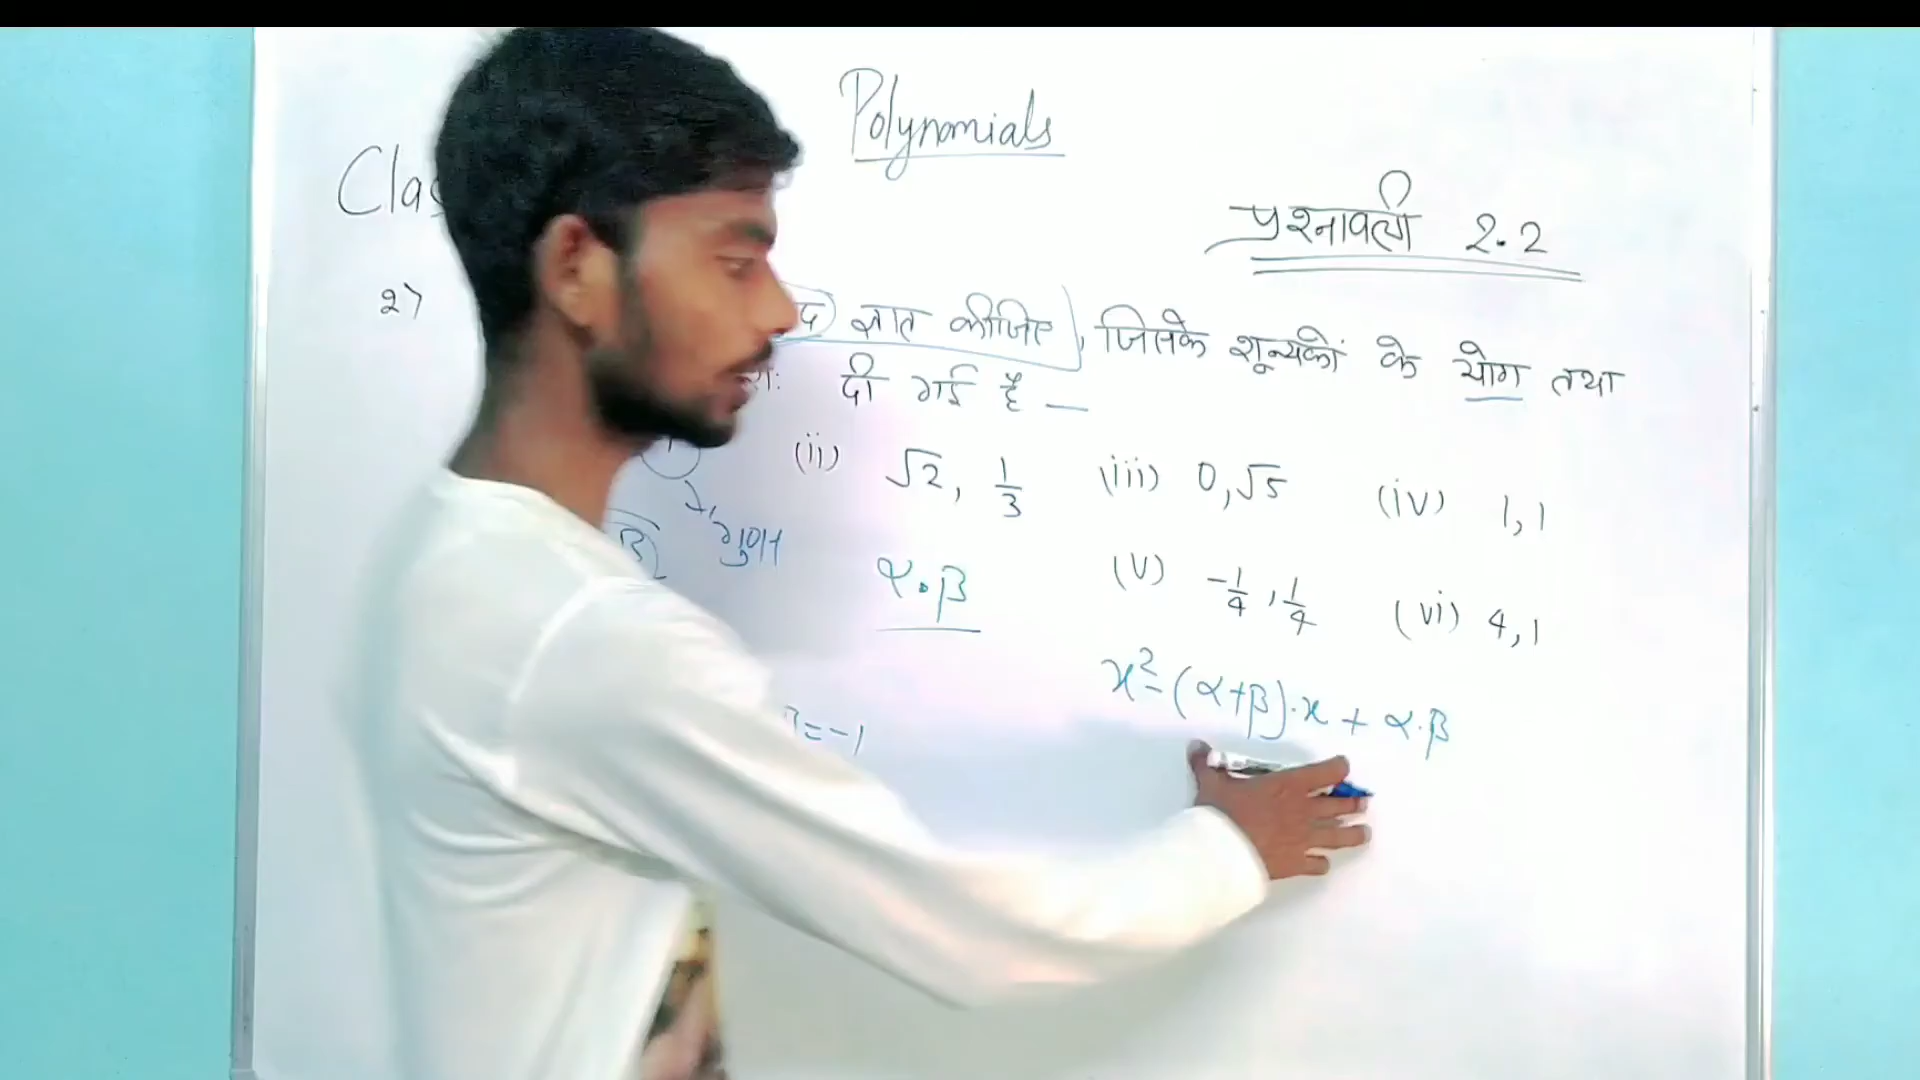 Polynomials
Cla
प्रश्नावली 2.2
2)
द ज्ञात कीजिए, जिसके शून्यकों के योग तथा
दी गई है —
(ii) √2, 1/3 (iii) 0, √5 (iv) 1, 1
गुणा
α.β (v) -1/4, 1/4 (vi) 4, 1
x² - (α+β).x + α.β
= -1